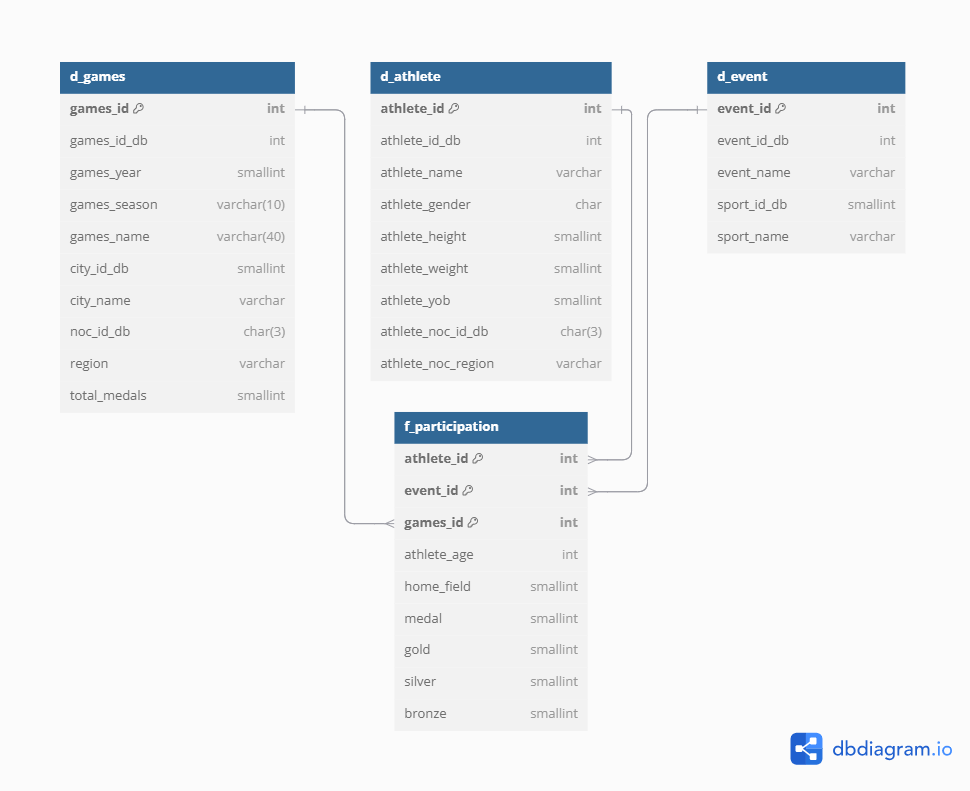 d_games
games_id int
games_id_db int
games_year smallint
games_season varchar(10)
games_name varchar(40)
city_id_db smallint
city_name varchar
noc_id_db char(3)
region varchar
total_medals smallint
d_athlete
athlete_id int
athlete_id_db int
athlete_name varchar
athlete_gender char
athlete_height smallint
athlete_weight smallint
athlete_yob smallint
athlete_noc_id_db char(3)
athlete_noc_region varchar
d_event
event_id int
event_id_db int
event_name varchar
sport_id_db smallint
sport_name varchar
f_participation
athlete_id int
event_id int
games_id int
athlete_age int
home_field smallint
medal smallint
gold smallint
silver smallint
bronze smallint
dbdiagram.io